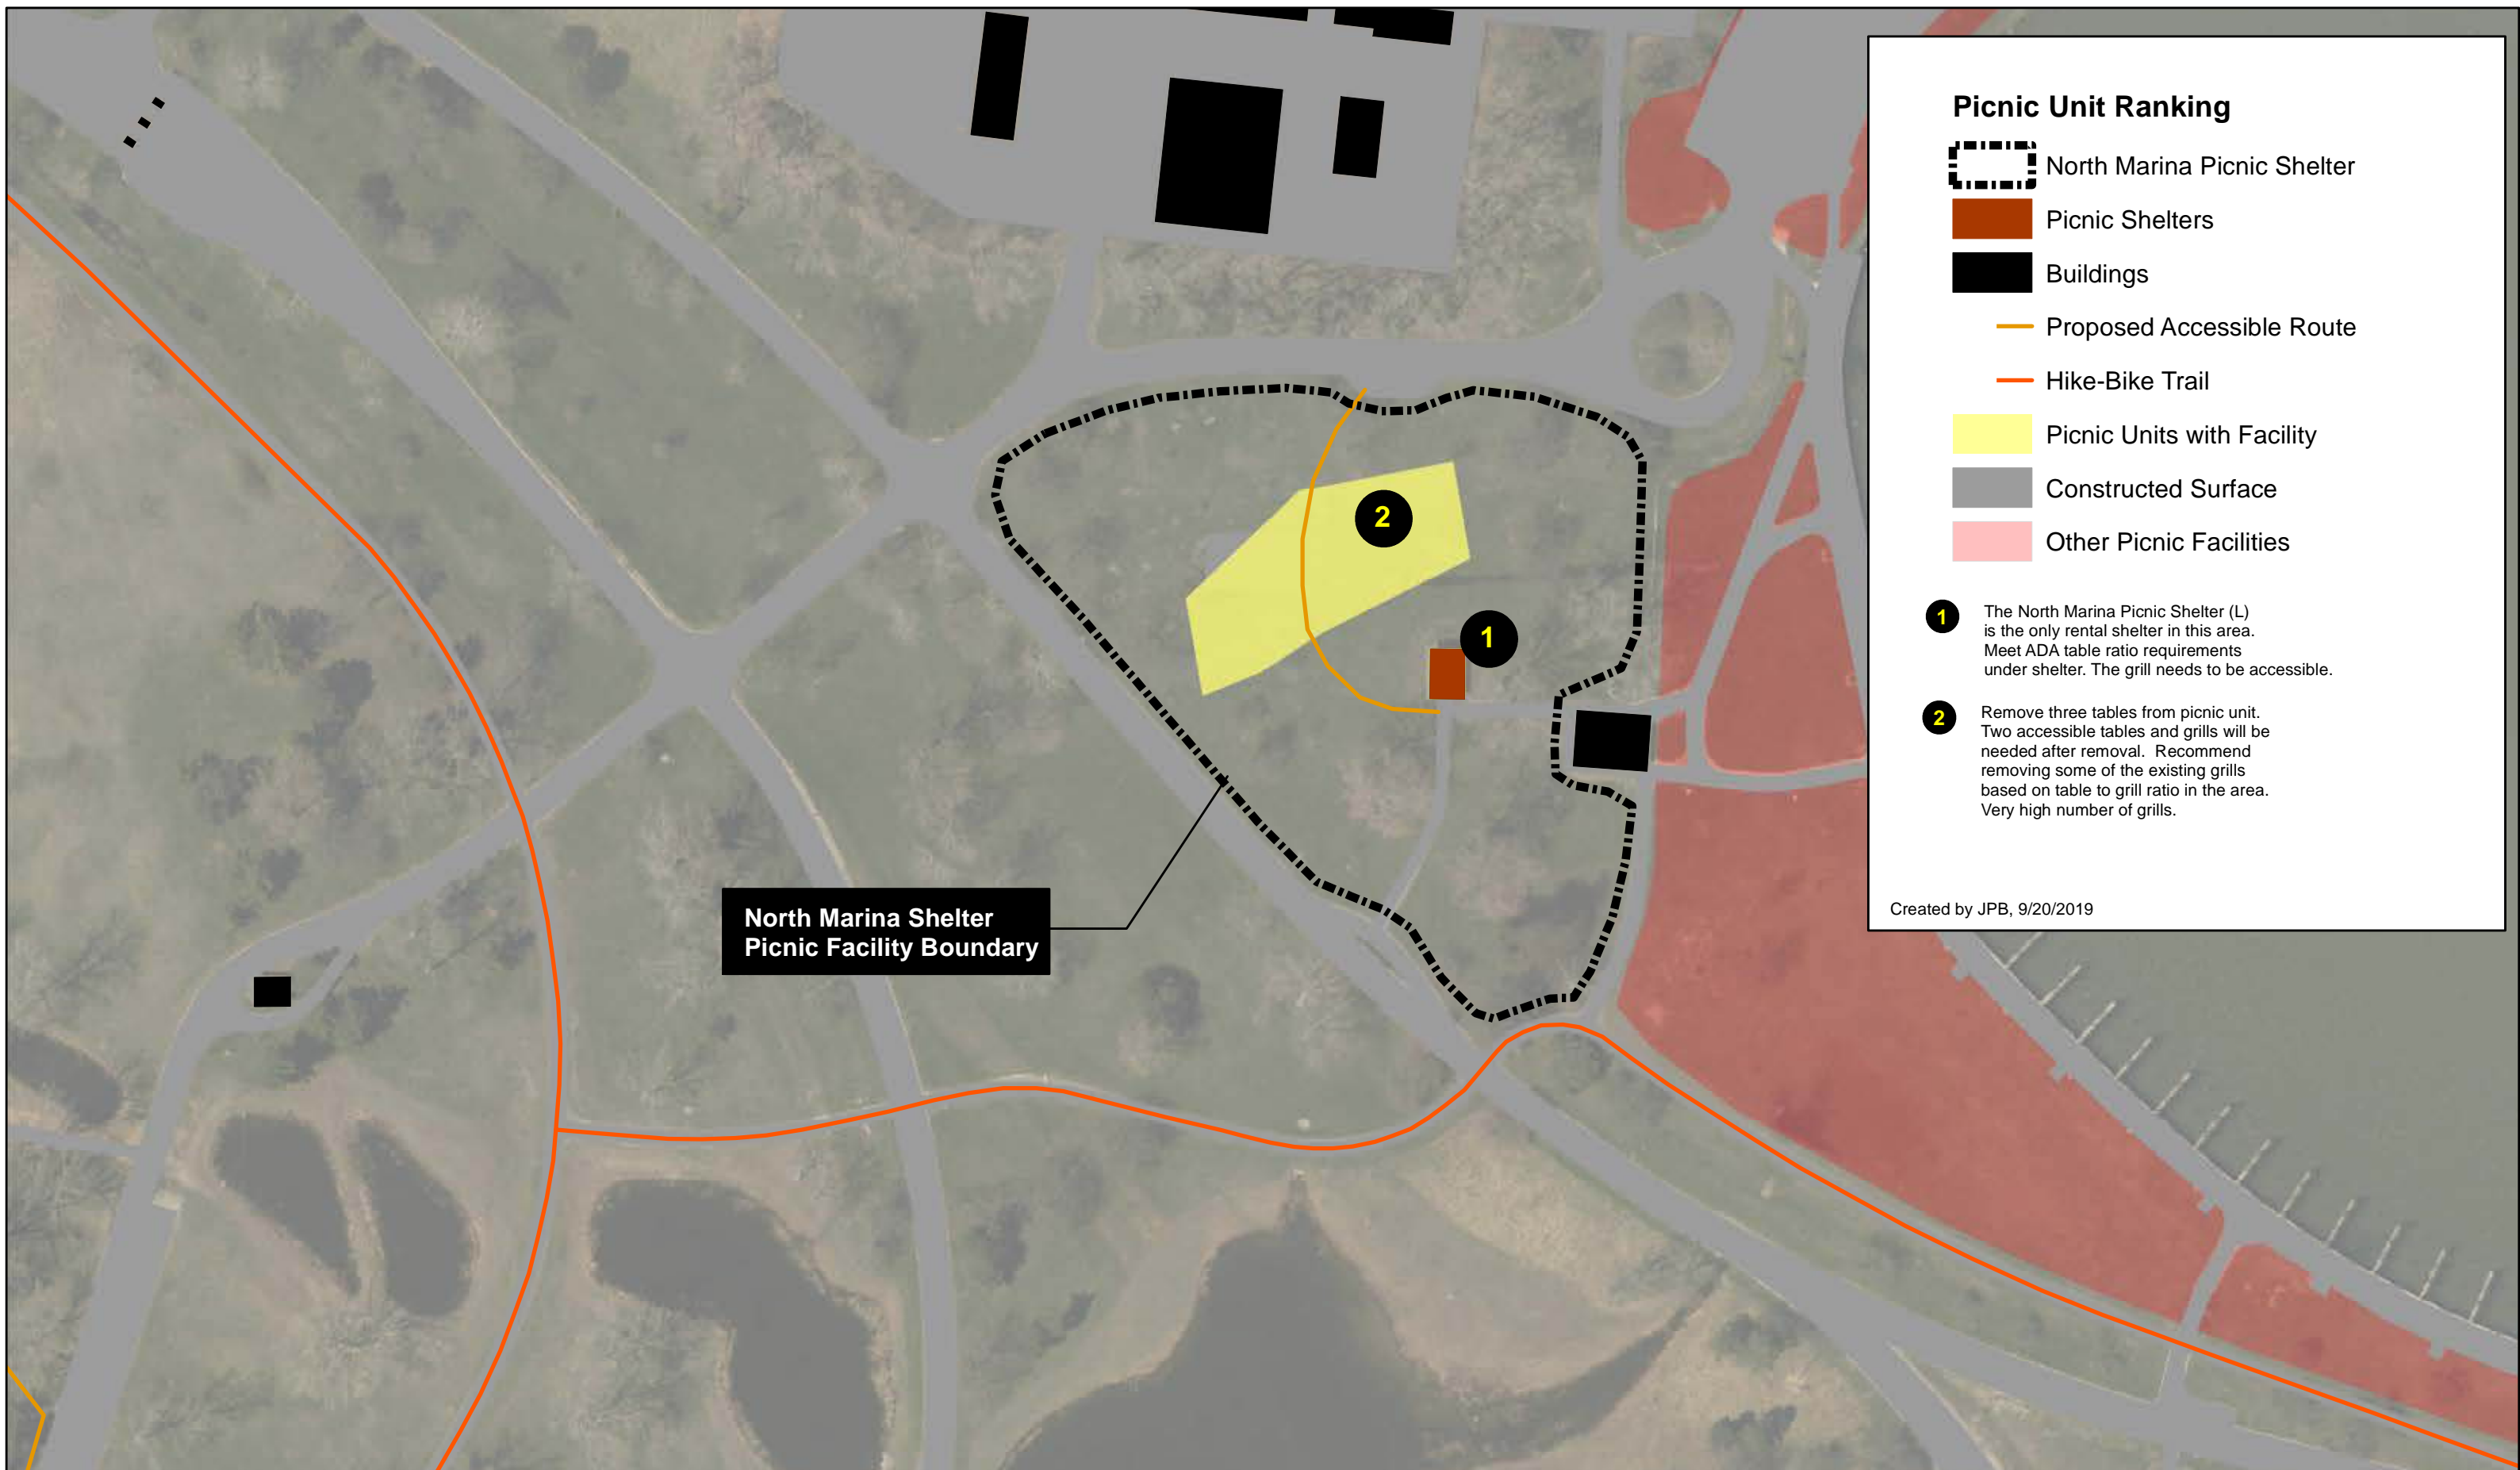 Picnic Unit Ranking
North Marina Picnic Shelter
Picnic Shelters
Buildings
Proposed Accessible Route
Hike-Bike Trail
Picnic Units with Facility
Constructed Surface
Other Picnic Facilities
1
The North Marina Picnic Shelter (L)
is the only rental shelter in this area.
Meet ADA table ratio requirements
under shelter. The grill needs to be accessible.
2
Remove three tables from picnic unit.
Two accessible tables and grills will be
needed after removal. Recommend
removing some of the existing grills
based on table to grill ratio in the area.
Very high number of grills.
Created by JPB, 9/20/2019
2
1
North Marina Shelter
Picnic Facility Boundary